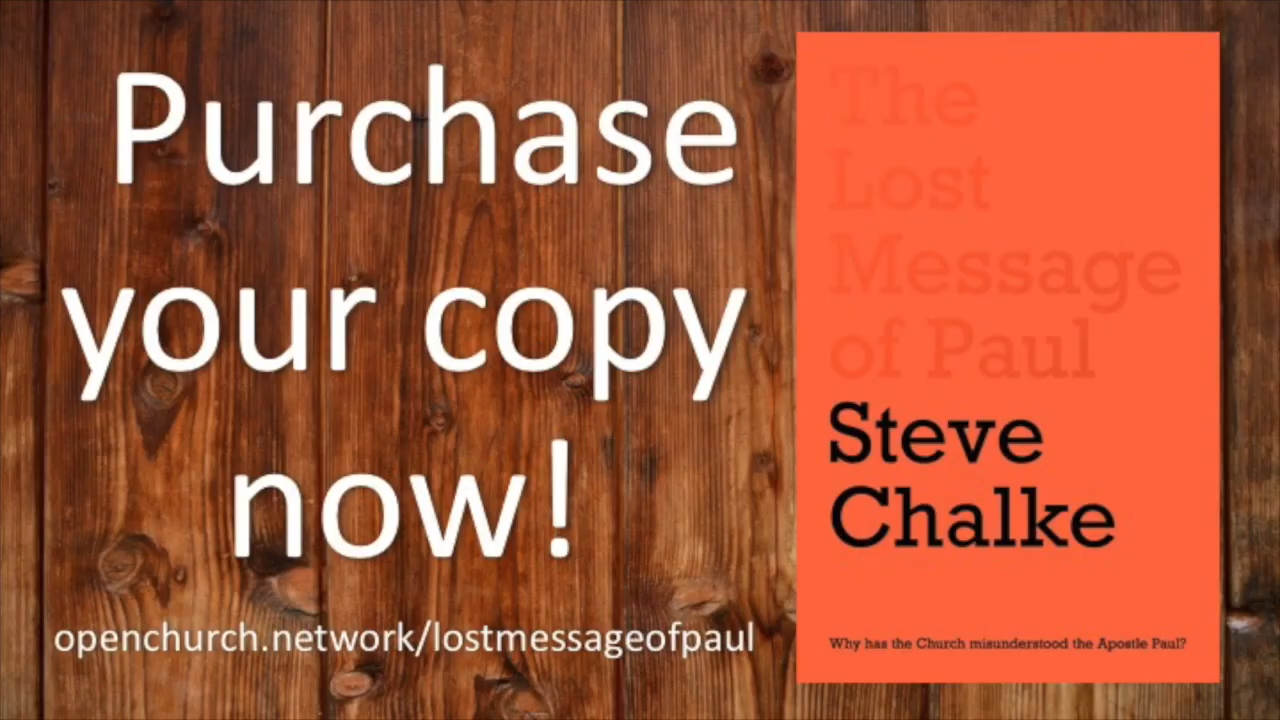 Purchase
your copy
now!
openchurch.network/lostmessageofpaul
The
Lost
Message
of Paul
Steve
Chalke
Why has the Church misunderstood the Apostle Paul?